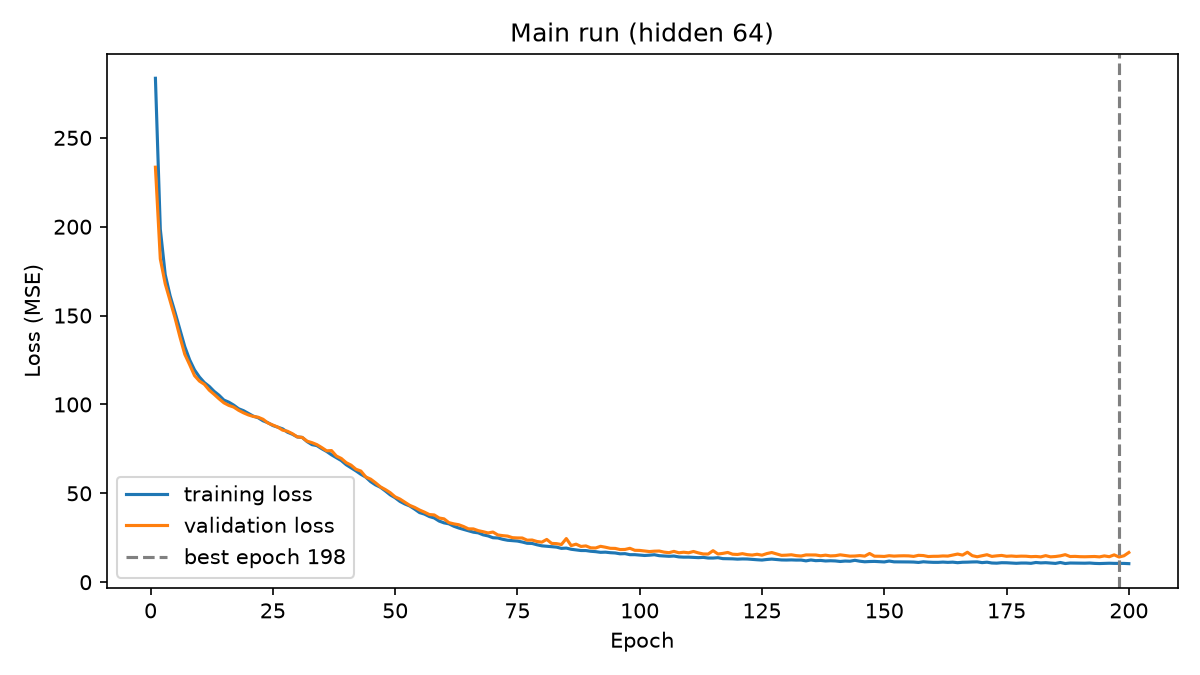 Main run (hidden 64)
Loss (MSE)
250
200
150
100
50
0
training loss
validation loss
best epoch 198
0 25 50 75 100 125 150 175 200
Epoch